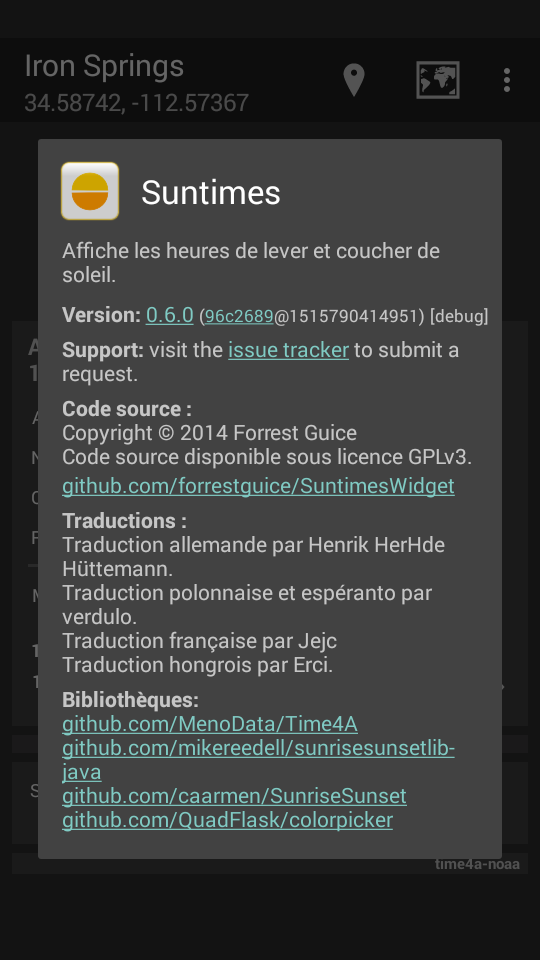 Iron Springs
34.58742, -112.57367
Suntimes
Affiche les heures de lever et coucher de
soleil.
Version: 0.6.0 (96c2689@1515790414951) [debug]
Support: visit the issue tracker to submit a
request.
Code source :
Copyright © 2014 Forrest Guice
Code source disponible sous licence GPLv3.
github.com/forrestguice/SuntimesWidget
Traductions :
Traduction allemande par Henrik HerHde
Hüttemann.
Traduction polonnaise et espéranto par
verdulo.
Traduction française par Jejc
Traduction hongrois par Erci.
Bibliothèques:
github.com/MenoData/Time4A
github.com/mikereedell/sunrisesunsetlib-
java
github.com/caarmen/SunriseSunset
github.com/QuadFlask/colorpicker
time4a-noaa